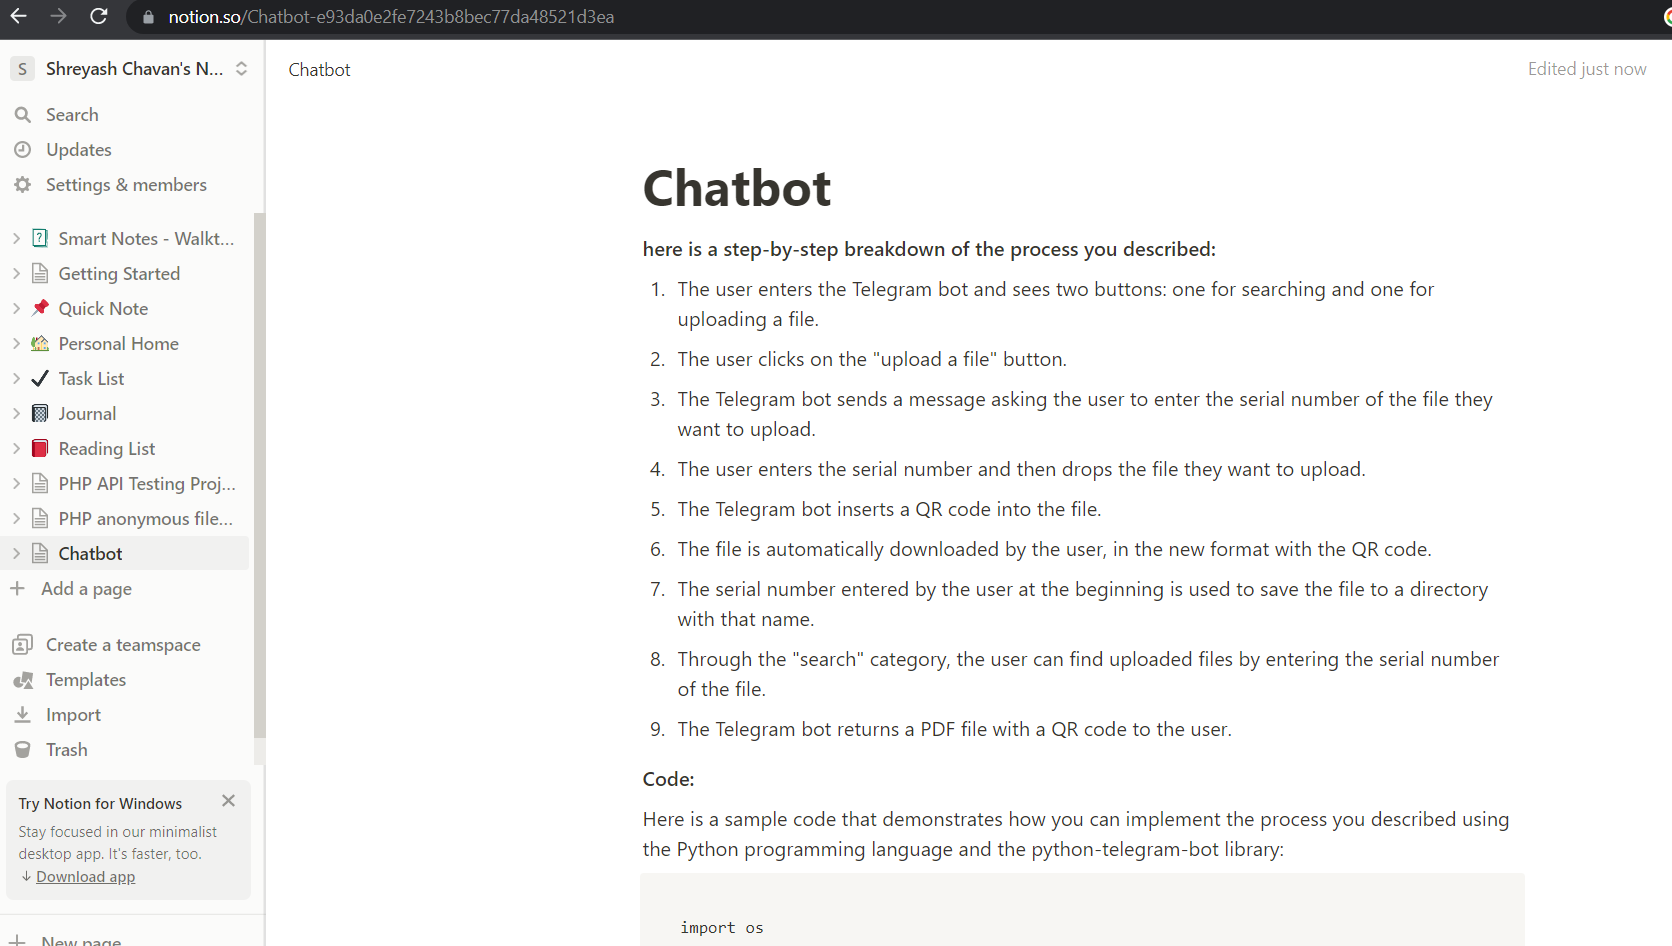 notion.so/Chatbot-e93da0e2fe7243b8bec77da48521d3ea
S Shreyash Chavan's N...
Search
Updates
Settings & members
Smart Notes - Walkt...
Getting Started
Quick Note
Personal Home
Task List
Journal
Reading List
PHP API Testing Proj...
PHP anonymous file...
Chatbot
Add a page
Create a teamspace
Templates
Import
Trash
Try Notion for Windows
Stay focused in our minimalist
desktop app. It's faster, too.
↓ Download app
New page
Chatbot
Edited just now
Chatbot
here is a step-by-step breakdown of the process you described:
1. The user enters the Telegram bot and sees two buttons: one for searching and one for
uploading a file.
2. The user clicks on the "upload a file" button.
3. The Telegram bot sends a message asking the user to enter the serial number of the file they
want to upload.
4. The user enters the serial number and then drops the file they want to upload.
5. The Telegram bot inserts a QR code into the file.
6. The file is automatically downloaded by the user, in the new format with the QR code.
7. The serial number entered by the user at the beginning is used to save the file to a directory
with that name.
8. Through the "search" category, the user can find uploaded files by entering the serial number
of the file.
9. The Telegram bot returns a PDF file with a QR code to the user.
Code:
Here is a sample code that demonstrates how you can implement the process you described using
the Python programming language and the python-telegram-bot library:
import os